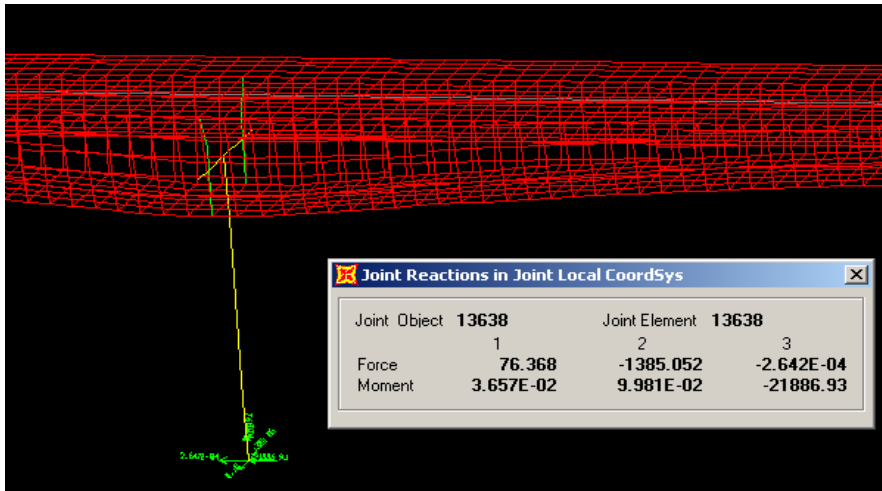 Joint Reactions in Joint Local CoordSys
Joint Object 13638 Joint Element 13638
1 2 3
Force 76.368 -1385.052 -2.642E-04
Moment 3.657E-02 9.981E-02 -21886.93